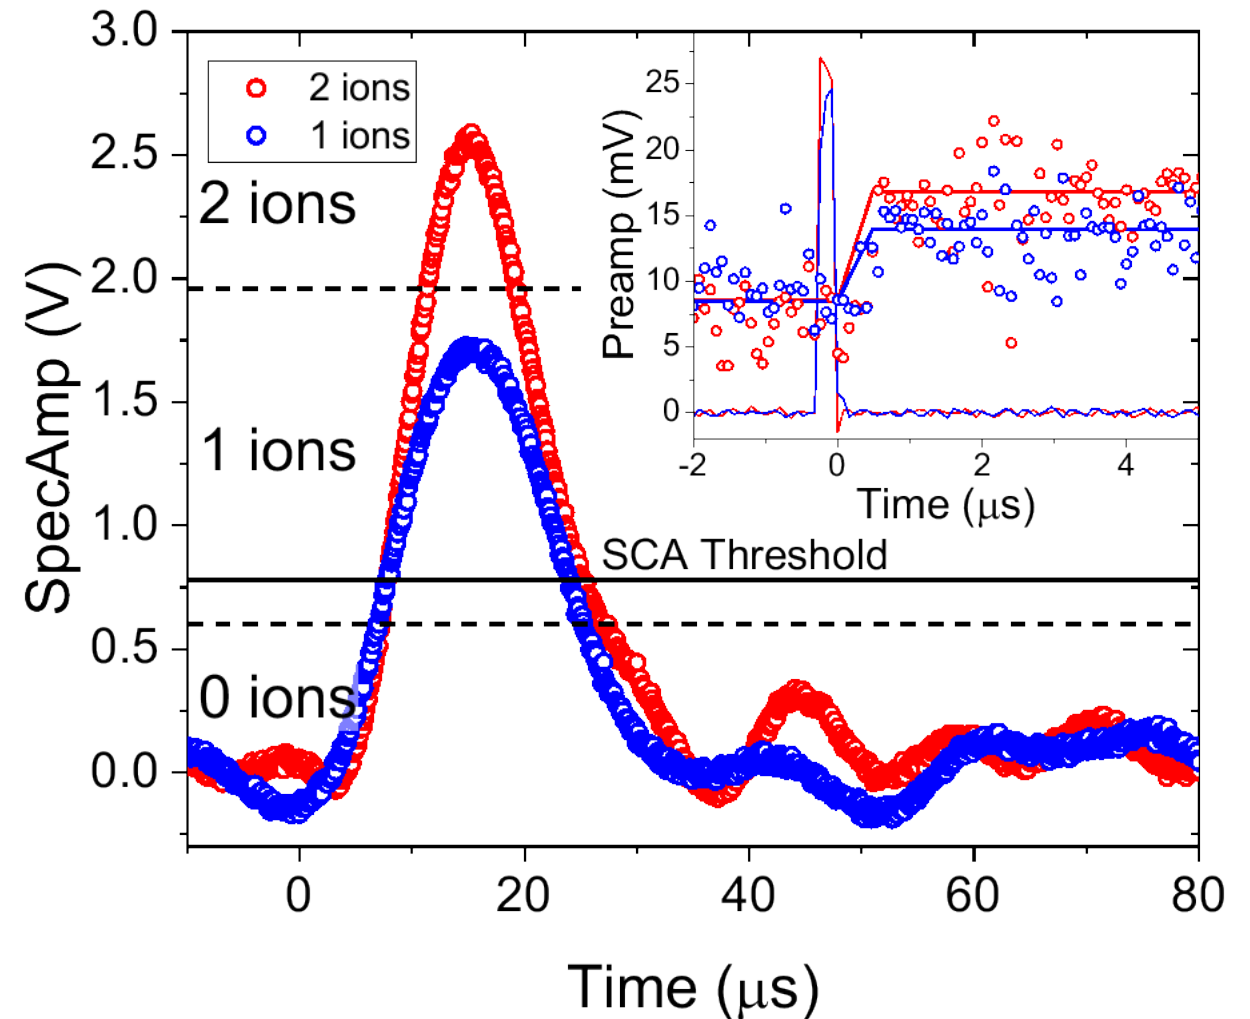 3.0
2.5
2.0
1.5
1.0
0.5
0.0
SpecAmp (V)
2 ions
1 ions
2 ions
1 ions
0 ions
SCA Threshold
0
20
40
60
80
Time (μs)
25
20
15
10
5
0
Preamp (mV)
-2
0
2
4
Time (μs)